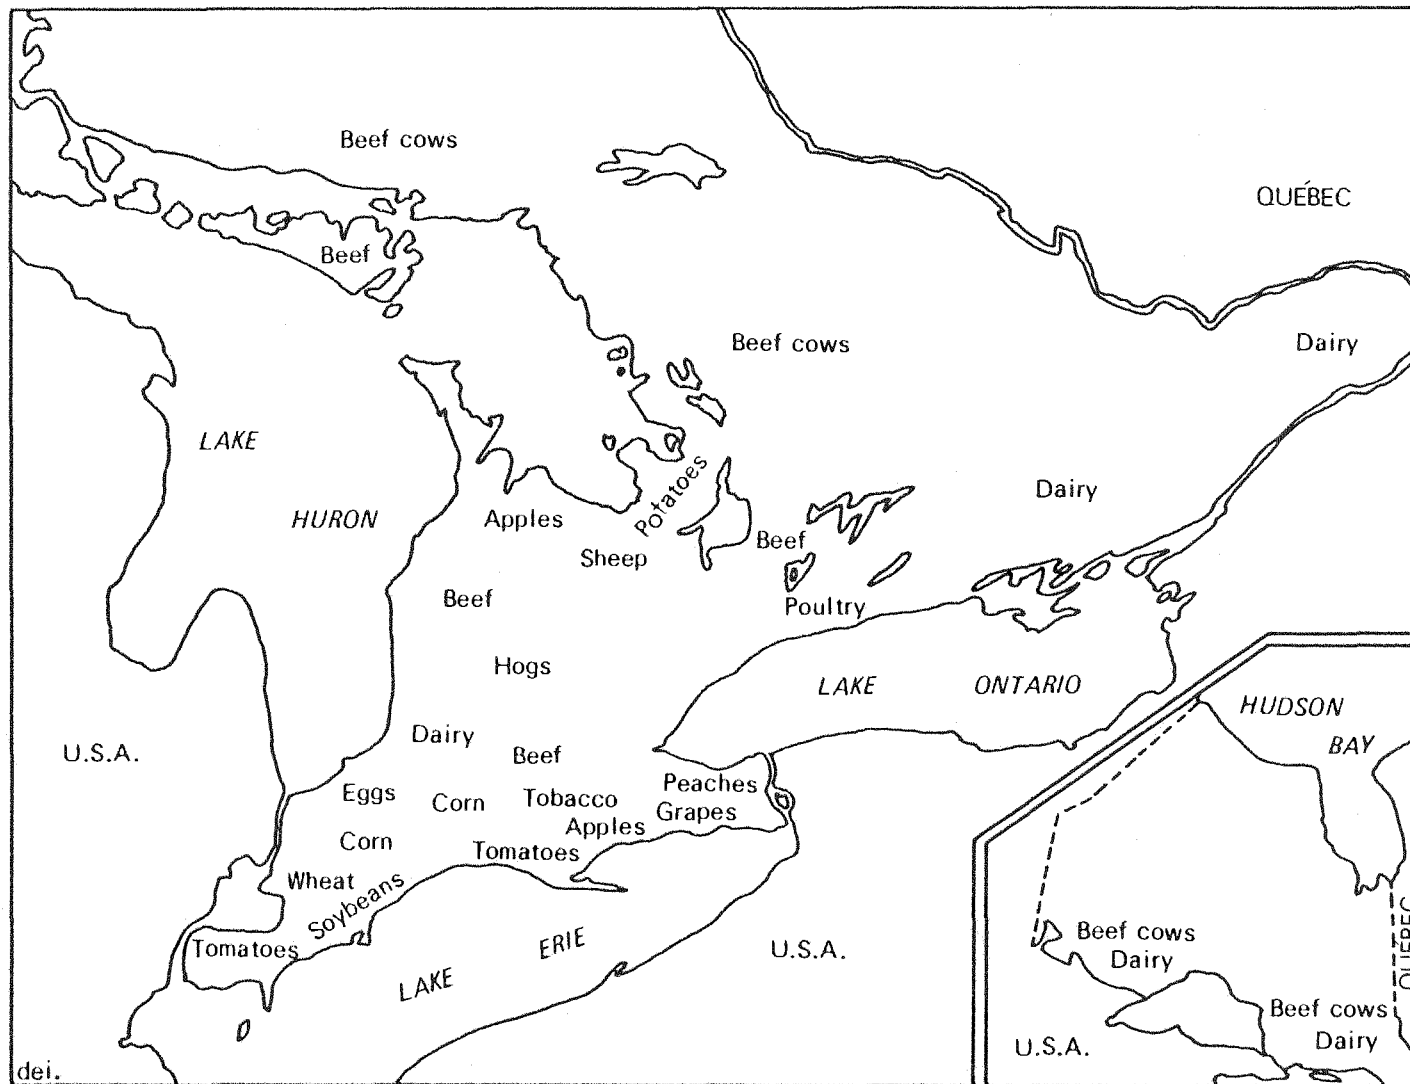 Beef cows
QUÉBEC
Beef
Beef cows
Dairy
LAKE
HURON
Potatoes
Dairy
Apples
Sheep
Beef
Beef
Poultry
Hogs
LAKE ONTARIO
HUDSON
BAY
U.S.A.
Dairy
Beef
Peaches
Eggs
Corn
Tobacco
Grapes
Apples
Corn
Tomatoes
Wheat
Soybeans
Tomatoes
LAKE
ERIE
U.S.A.
Beef cows
Dairy
QUÉBEC
Beef cows
Dairy
U.S.A.
dei.